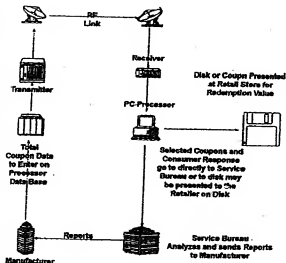 RF
Link
Receiver
Transmitter
PC-Processor
Disk or Coupn Presented
at Retail Store for
Redemption Value
Total
Coupon Data
to Enter on
Processor
Data Base
Selected Coupons and
Consumer Response
go to directly to Service
Bureau or to disk may
be presented to the
Retailer on Disk
Reports
Manufacturer
Service Bureau
Analyzes and sends Reports
to Manufacturer